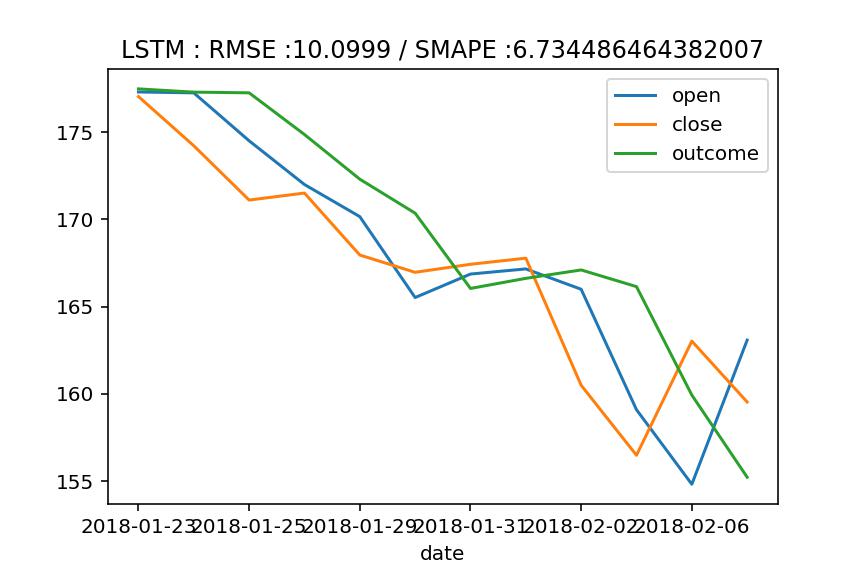 LSTM : RMSE :10.0999 / SMAPE :6.734486464382007
open
close
outcome
175
170
165
160
155
2018-01-23 2018-01-25 2018-01-29 2018-01-31 2018-02-02 2018-02-06
date